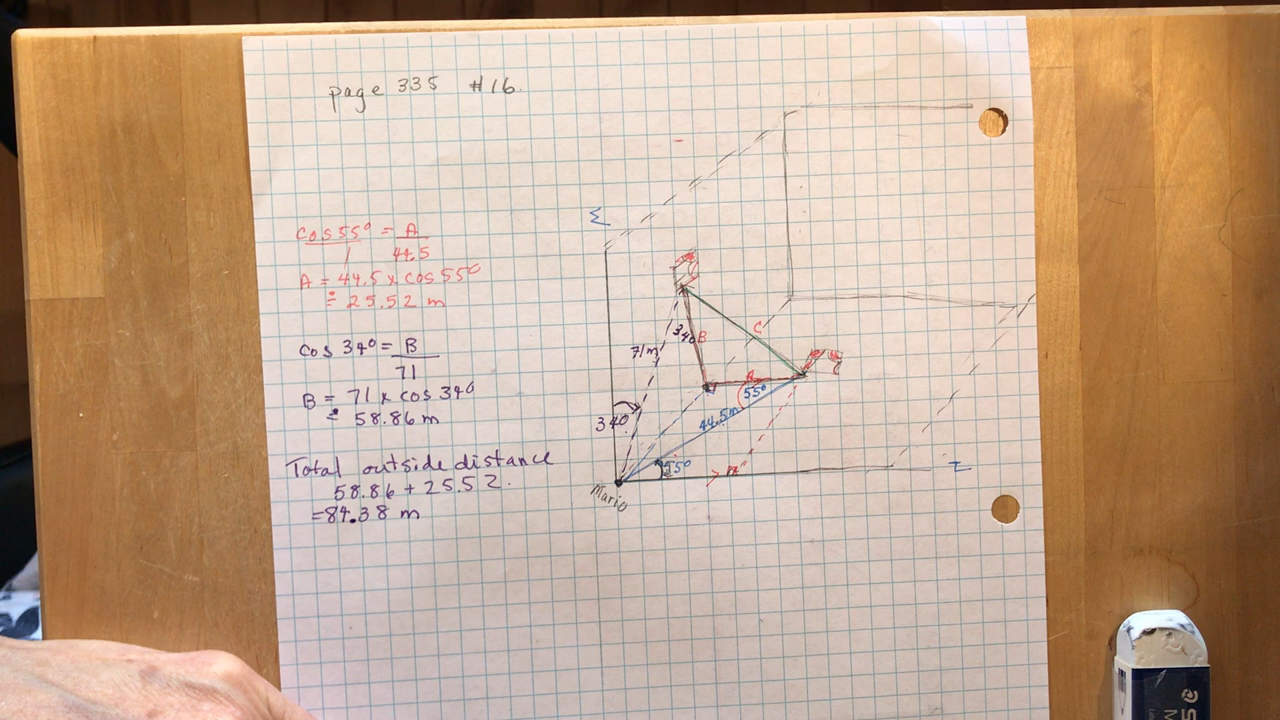 page 335 #16
cos 55° = A
1 44.5
A = 44.5 x cos 55°
≐ 25.52 m
cos 34° = B
71
B = 71 x cos 34°
≐ 58.86 m
Total outside distance
58.86 + 25.52.
=84.38 m
34° B
C
71m
A
55°
44.5m
34°
55°
Mario